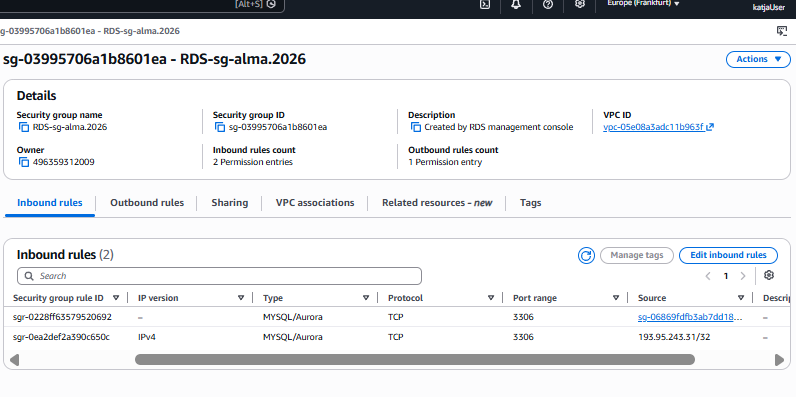 [Alt+S]
Europe (Frankfurt)
katjaUser
g-03995706a1b8601ea - RDS-sg-alma.2026
sg-03995706a1b8601ea - RDS-sg-alma.2026
Actions
Details
Security group name
RDS-sg-alma.2026
Security group ID
sg-03995706a1b8601ea
Description
Created by RDS management console
VPC ID
vpc-05e08a3adc11b963f
Owner
496359312009
Inbound rules count
2 Permission entries
Outbound rules count
1 Permission entry
Inbound rules
Outbound rules
Sharing
VPC associations
Related resources - new
Tags
Inbound rules (2)
Manage tags
Edit inbound rules
Search
1
Security group rule ID
IP version
Type
Protocol
Port range
Source
Descri
sgr-0228ff63579520692 – MYSQL/Aurora TCP 3306 sg-06869fdfb3ab7dd18... –
sgr-0ea2def2a390c650c IPv4 MYSQL/Aurora TCP 3306 193.95.243.31/32 –